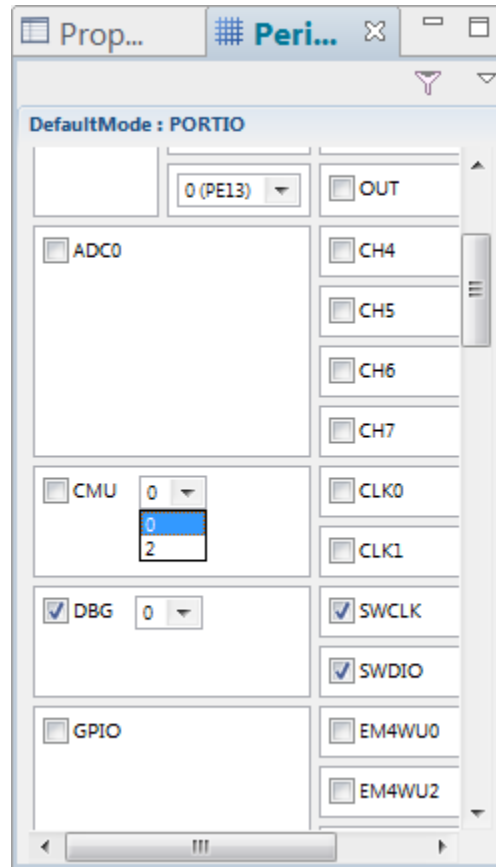 Prop... Peri...
DefaultMode : PORTIO
0 (PE13) OUT
ADC0 CH4
CH5
CH6
CH7
CMU 0 CLK0
0
2
CLK1
DBG 0 SWCLK
SWDIO
GPIO EM4WU0
EM4WU2